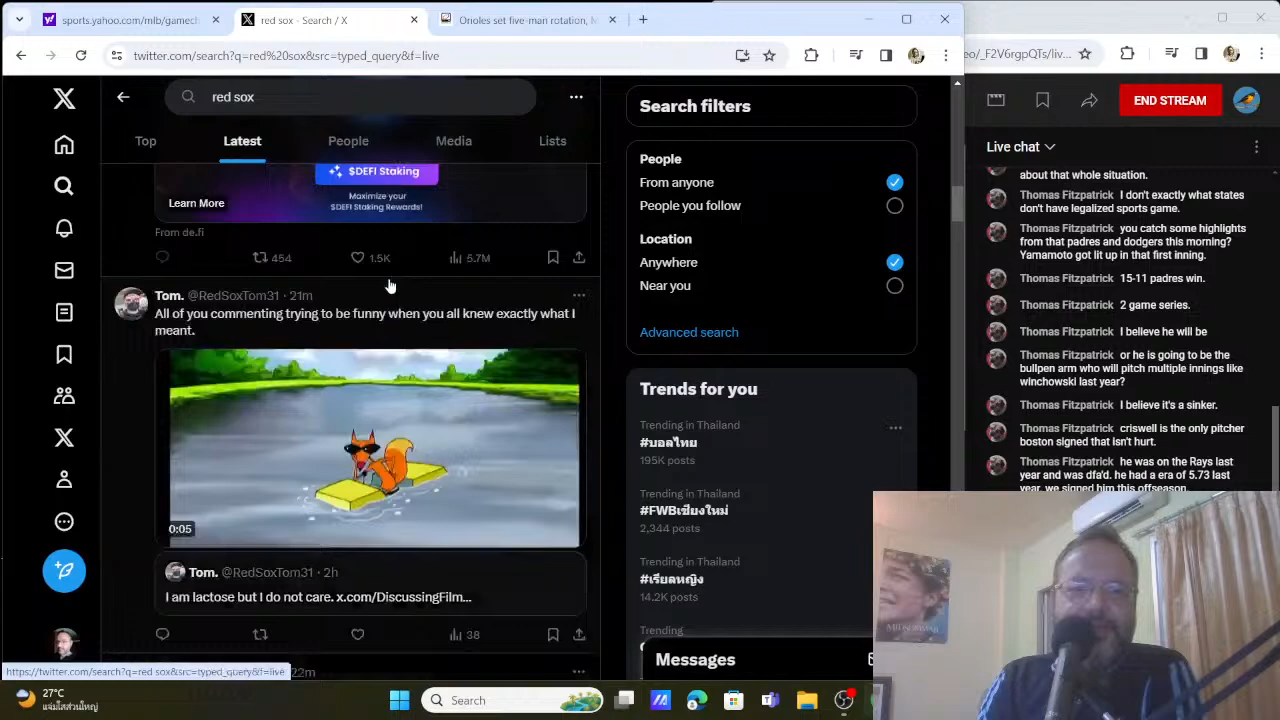 sports.yahoo.com/mlb/gamech
red sox - Search / X
Orioles set five-man rotation, M
twitter.com/search?q=red%20sox&src=typed_query&f=live
eo/_F2V6rgpQTs/liv...
red sox
Top
Latest
People
Media
Lists
$DEFI Staking
Maximize your
$DEFI Staking Rewards!
Learn More
From de.fi
454
1.5K
5.7M
Tom. @RedSoxTom31 · 21m
All of you commenting trying to be funny when you all knew exactly what I
meant.
0:05
Tom. @RedSoxTom31 · 2h
I am lactose but I do not care. x.com/DiscussingFilm...
38
22m
https://twitter.com/search?q=red sox&src=typed_query&f=live
Search filters
People
From anyone
People you follow
Location
Anywhere
Near you
Advanced search
Trends for you
Trending in Thailand
#บอลไทย
195K posts
Trending in Thailand
#FWBเชียงใหม่
2,344 posts
Trending in Thailand
#เรียดหญิง
14.2K posts
Trending
Messages
END STREAM
Live chat
about that whole situation.
Thomas Fitzpatrick I don't exactly what states
don't have legalized sports game.
Thomas Fitzpatrick you catch some highlights
from that padres and dodgers this morning?
Yamamoto got lit up in that first inning.
Thomas Fitzpatrick 15-11 padres win.
Thomas Fitzpatrick 2 game series.
Thomas Fitzpatrick I believe he will be
Thomas Fitzpatrick or he is going to be the
bullpen arm who will pitch multiple innings like
winchowski last year?
Thomas Fitzpatrick I believe it's a sinker.
Thomas Fitzpatrick criswell is the only pitcher
boston signed that isn't hurt.
Thomas Fitzpatrick he was on the Rays last
year and was dfa'd. he had a era of 5.73 last
year. we signed him this offseason.
MIDSOMMAR
27°C
แจ่มใสส่วนใหญ่
Search